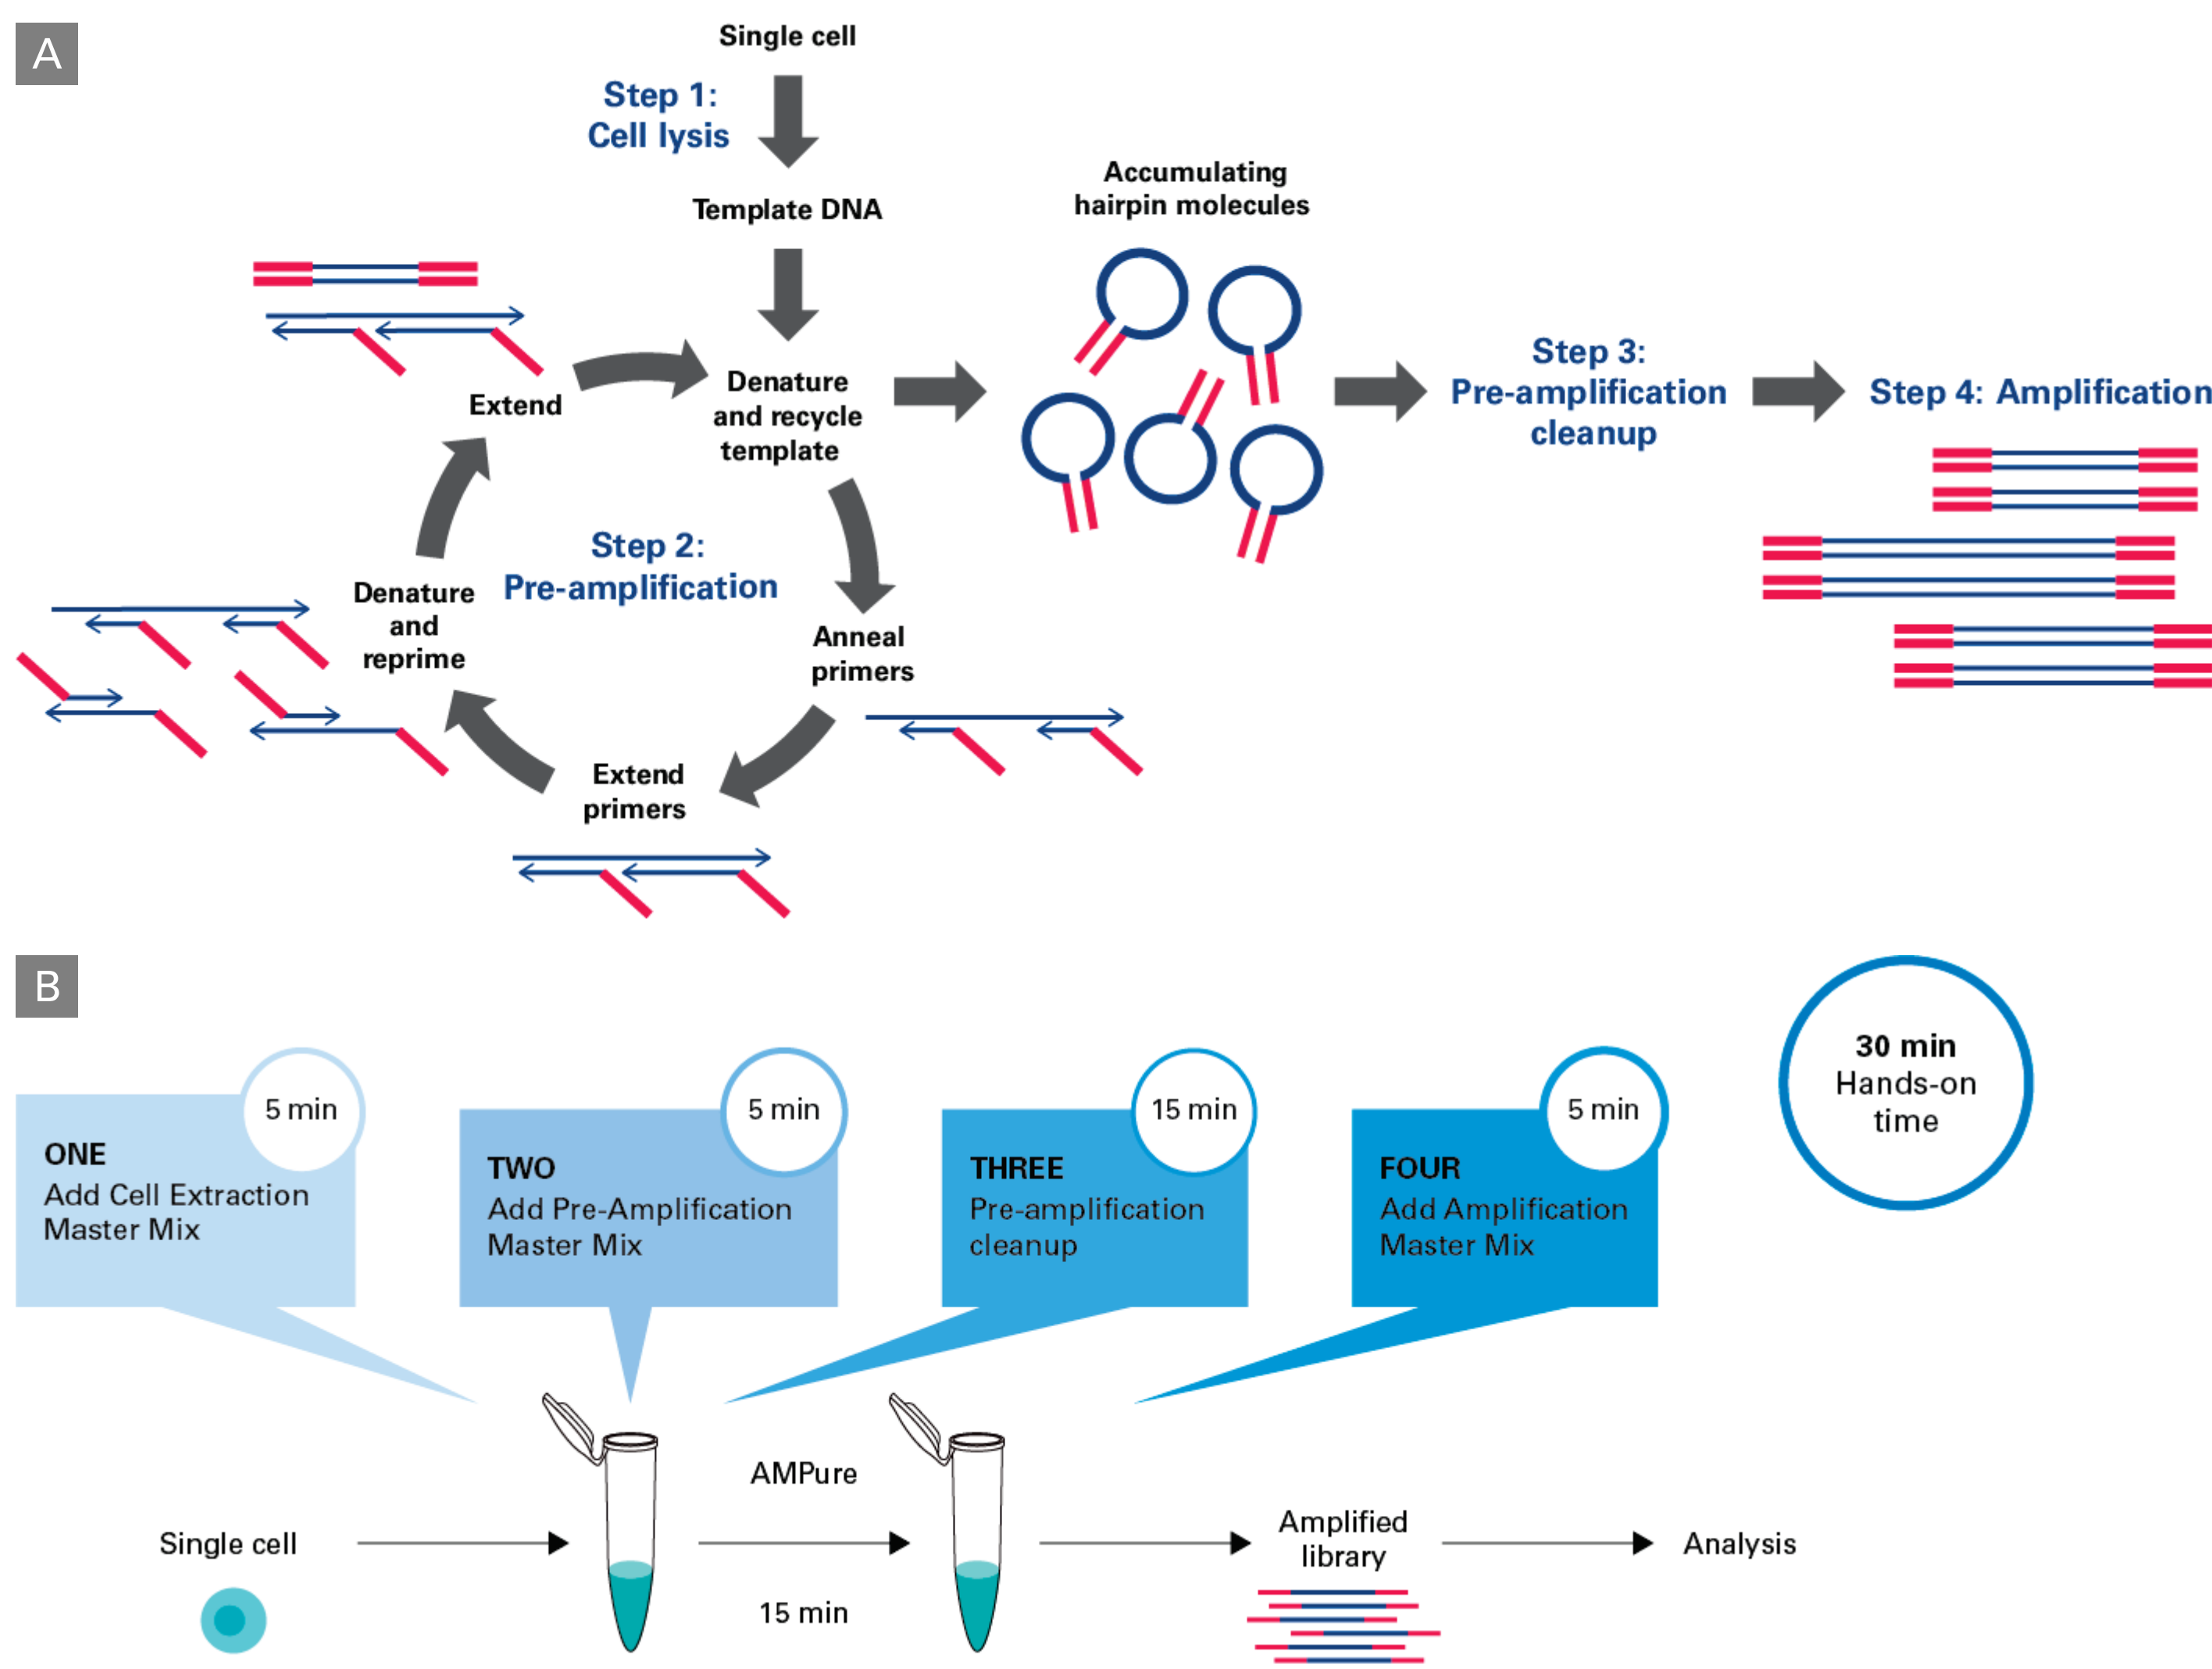 A
Single cell
Step 1:
Cell lysis
Template DNA
Accumulating
hairpin molecules
Extend
Denature
and recycle
template
Step 3:
Pre-amplification
cleanup
Step 4: Amplification
Step 2:
Pre-amplification
Denature
and
reprime
Anneal
primers
Extend
primers
B
5 min
ONE
Add Cell Extraction
Master Mix
5 min
TWO
Add Pre-Amplification
Master Mix
15 min
THREE
Pre-amplification
cleanup
5 min
FOUR
Add Amplification
Master Mix
30 min
Hands-on
time
Single cell
AMPure
15 min
Amplified
library
Analysis